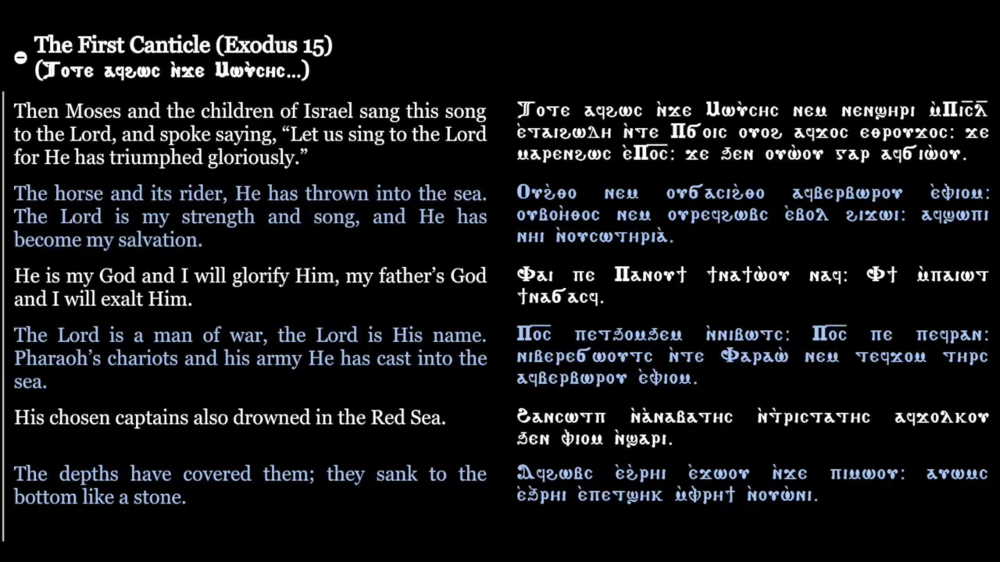 The First Canticle (Exodus 15)
(Ⲧⲟⲧⲉ ⲁϥϩⲱⲥ ⲛ̀ϫⲉ Ⲙⲱⲩ̀ⲥⲏⲥ...)
Then Moses and the children of Israel sang this song
to the Lord, and spoke saying, “Let us sing to the Lord
for He has triumphed gloriously.”
The horse and its rider, He has thrown into the sea.
The Lord is my strength and song, and He has
become my salvation.
He is my God and I will glorify Him, my father’s God
and I will exalt Him.
The Lord is a man of war, the Lord is His name.
Pharaoh’s chariots and his army He has cast into the
sea.
His chosen captains also drowned in the Red Sea.
The depths have covered them; they sank to the
bottom like a stone.
Ⲧⲟⲧⲉ ⲁϥϩⲱⲥ ⲛ̀ϫⲉ Ⲙⲱⲩ̀ⲥⲏⲥ ⲛⲉⲙ ⲛⲉⲛϣⲏⲣⲓ ⲙ̀Ⲡⲓⲥ̅ⲗ̅
ⲉ̀ⲧⲁⲓϩⲱⲇⲏ ⲛ̀ⲧⲉ Ⲡϭⲟⲓⲥ ⲟⲩⲟϩ ⲁϥϫⲟⲥ ⲉⲑⲣⲟⲩϫⲟⲥ: ϫⲉ
ⲙⲁⲣⲉⲛϩⲱⲥ ⲉ̀Ⲡⲟ̅ⲥ̅: ϫⲉ ϧⲉⲛ ⲟⲩⲱ̀ⲟⲩ ⲅⲁⲣ ⲁϥϭⲓⲱ̀ⲟⲩ.
Ⲟⲩϩ̀ⲑⲟ ⲛⲉⲙ ⲟⲩϭⲁⲥⲓϩ̀ⲑⲟ ⲁϥⲃⲉⲣⲃⲱⲣⲟⲩ ⲉ̀ⲫⲓⲟⲙ:
ⲟⲩⲃⲟⲏ̀ⲑⲟⲥ ⲛⲉⲙ ⲟⲩⲣⲉϥϩⲱⲃⲥ ⲉ̀ⲃⲟⲗ ϩⲓϫⲱⲓ: ⲁϥϣⲱⲡⲓ
ⲛⲏⲓ ⲛ̀ⲟⲩⲥⲱⲧⲏⲣⲓⲁ̀.
Ⲫⲁⲓ ⲡⲉ Ⲡⲁⲛⲟⲩϯ ϯⲛⲁϯⲱ̀ⲟⲩ ⲛⲁϥ: Ⲫϯ ⲙ̀ⲡⲁⲓⲱⲧ
ϯⲛⲁϭⲁⲥϥ.
Ⲡⲟ̅ⲥ̅ ⲡⲉⲧϧⲟⲙϧⲉⲙ ⲛ̀ⲛⲓⲃⲱⲧⲥ: Ⲡⲟ̅ⲥ̅ ⲡⲉ ⲡⲉϥⲣⲁⲛ:
ⲛⲓⲃⲉⲣⲉϭⲱⲟⲩⲧⲥ ⲛ̀ⲧⲉ Ⲫⲁⲣⲁⲱ̀ ⲛⲉⲙ ⲧⲉϥϫⲟⲙ ⲧⲏⲣⲥ
ⲁϥⲃⲉⲣⲃⲱⲣⲟⲩ ⲉ̀ⲫⲓⲟⲙ.
Ϩⲁⲛⲥⲱⲧⲡ ⲛ̀ⲁ̀ⲛⲁⲃⲁⲧⲏⲥ ⲛ̀ⲧ̀ⲣⲓⲥⲧⲁⲧⲏⲥ ⲁϥϫⲟⲗⲕⲟⲩ
ϧⲉⲛ ⲫ̀ⲓⲟⲙ ⲛ̀ϣⲁⲣⲓ.
Ⲁϥϩⲱⲃⲥ ⲉ̀ϩ̀ⲣⲏⲓ ⲉ̀ϫⲱⲟⲩ ⲛ̀ϫⲉ ⲡⲓⲙⲱⲟⲩ: ⲁⲩⲱⲙⲥ
ⲉ̀ϧ̀ⲣⲏⲓ ⲉ̀ⲡⲉⲧϣⲏⲕ ⲙ̀ⲫ̀ⲣⲏϯ ⲛ̀ⲟⲩⲱ̀ⲛⲓ.